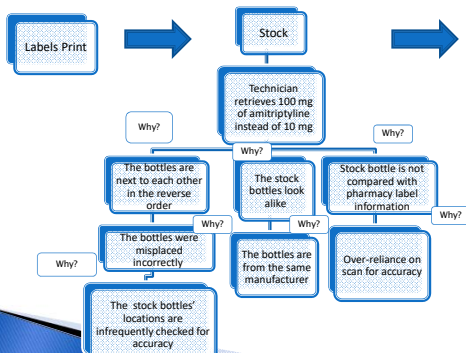 Labels Print
Stock
Technician
retrieves 100 mg
of amitriptyline
instead of 10 mg
Why?
Why?
Why?
The bottles are
next to each other
in the reverse
order
The stock
bottles look
alike
Stock bottle is not
compared with
pharmacy label
information
Why?
Why?
Why?
The bottles were
misplaced
incorrectly
The bottles are
from the same
manufacturer
Over-reliance on
scan for accuracy
Why?
The stock bottles'
locations are
infrequently checked for
accuracy